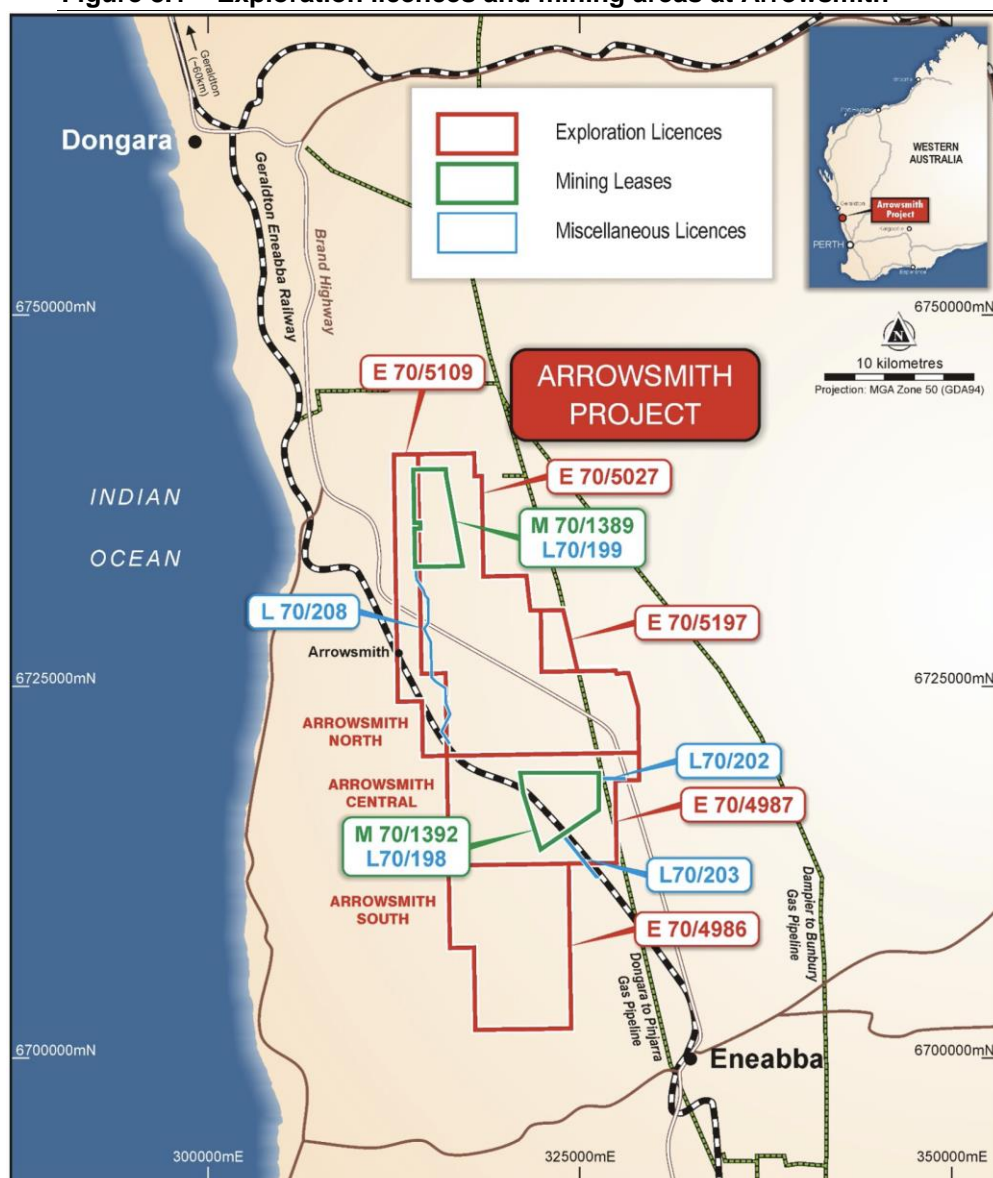 Exploration licences and mining areas at Arrowsmith
Geraldton
(~60km)
Dongara
Geraldton Eneabba Railway
Brand Highway
Exploration Licences
Mining Leases
Miscellaneous Licences
WESTERN
AUSTRALIA
Geraldton
Arrowsmith
Project
PERTH
6750000mN
6750000mN
N
10 kilometres
Projection: MGA Zone 50 (GDA94)
E 70/5109
ARROWSMITH
PROJECT
INDIAN
OCEAN
E 70/5027
M 70/1389
L70/199
L 70/208
E 70/5197
Arrowsmith
6725000mN
6725000mN
ARROWSMITH
NORTH
L70/202
ARROWSMITH
CENTRAL
E 70/4987
M 70/1392
L70/198
L70/203
ARROWSMITH
SOUTH
E 70/4986
Dongara to Pinjarra
Gas Pipeline
Dampier to Bunbury
Gas Pipeline
6700000mN
6700000mN
Eneabba
300000mE
325000mE
350000mE